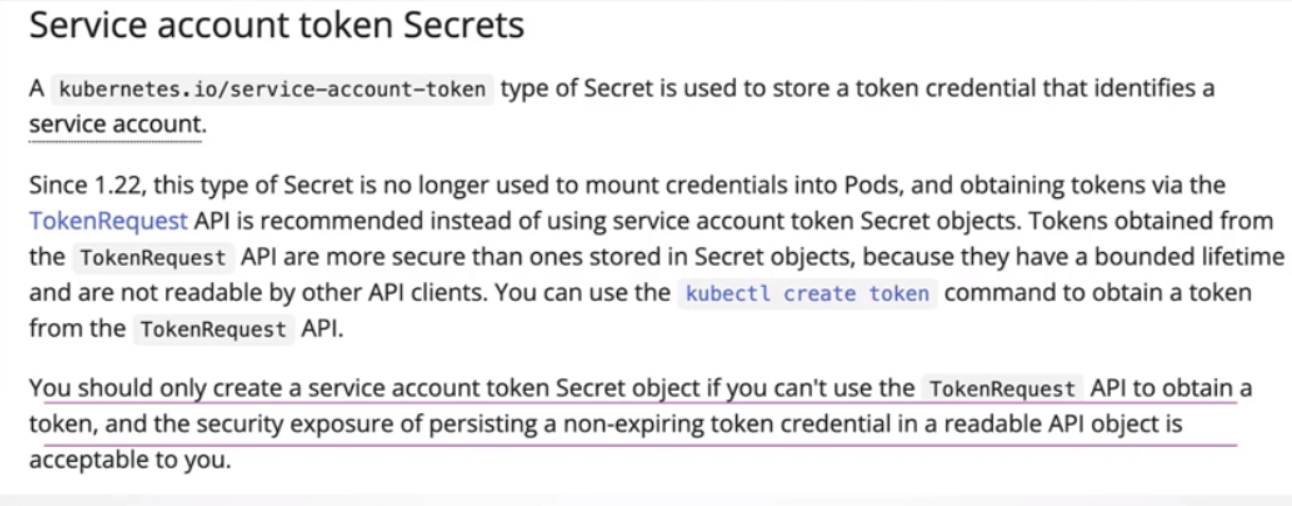 Service account token Secrets
A kubernetes.io/service-account-token type of Secret is used to store a token credential that identifies a
service account.
Since 1.22, this type of Secret is no longer used to mount credentials into Pods, and obtaining tokens via the
TokenRequest API is recommended instead of using service account token Secret objects. Tokens obtained from
the TokenRequest API are more secure than ones stored in Secret objects, because they have a bounded lifetime
and are not readable by other API clients. You can use the kubectl create token command to obtain a token
from the TokenRequest API.
You should only create a service account token Secret object if you can't use the TokenRequest API to obtain a
token, and the security exposure of persisting a non-expiring token credential in a readable API object is
acceptable to you.